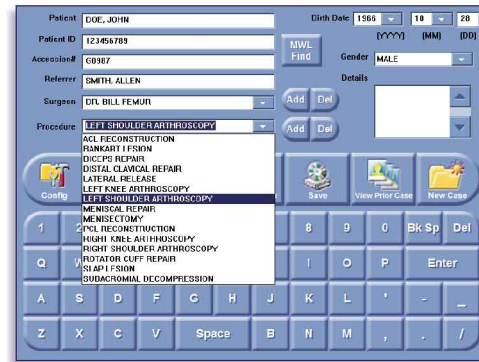 Patient DOE, JOHN Birth Date 1966 10 28
(YYYY) (MM) (DD)
Patient ID 123456789
MWL Find
Accession# G0987 Gender MALE
Referrer SMITH, ALLEN Details
Surgeon DR. BILL FEMUR Add Del
Procedure LEFT SHOULDER ARTHROSCOPY Add Del
ACL RECONSTRUCTION
BANKART LESION
BICEPS REPAIR
DISTAL CLAVICAL REPAIR
LATERAL RELEASE
LEFT KNEE ARTHROSCOPY
LEFT SHOULDER ARTHROSCOPY
MENISCAL REPAIR
MENISECTOMY
PCL RECONSTRUCTION
RIGHT KNEE ARTHROSCOPY
RIGHT SHOULDER ARTHROSCOPY
ROTATOR CUFF REPAIR
SLAP LESION
SUBACROMIAL DECOMPRESSION
Config Save View Prior Case New Case
1 2 8 9 0 Bk Sp Del
Q W I O P Enter
A S D F G H J K L ' - _
Z X C V Space B N M , . /